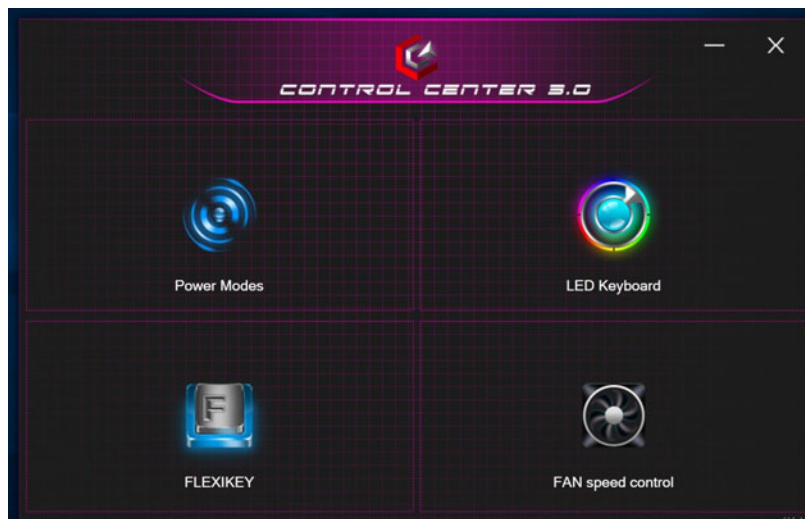 CONTROL CENTER 3.0
Power Modes
LED Keyboard
F
FLEXIKEY
FAN speed control